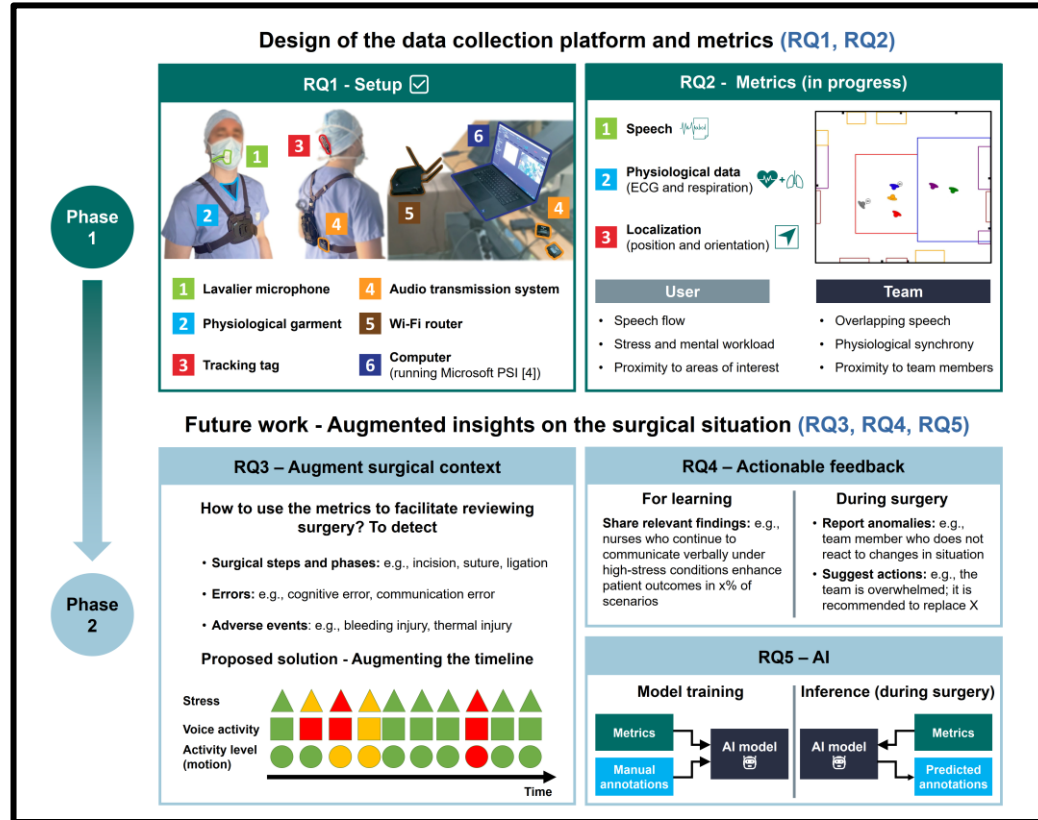 Design of the data collection platform and metrics (RQ1, RQ2)
Phase
1
RQ1 - Setup
1
2
3
4
5
6
4
1 Lavalier microphone
4 Audio transmission system
2 Physiological garment
5 Wi-Fi router
3 Tracking tag
6 Computer
(running Microsoft PSI [4])
RQ2 - Metrics (in progress)
1 Speech
2 Physiological data
(ECG and respiration)
+
3 Localization
(position and orientation)
User
• Speech flow
• Stress and mental workload
• Proximity to areas of interest
Team
• Overlapping speech
• Physiological synchrony
• Proximity to team members
Future work - Augmented insights on the surgical situation (RQ3, RQ4, RQ5)
Phase
2
RQ3 – Augment surgical context
How to use the metrics to facilitate reviewing
surgery? To detect
• Surgical steps and phases: e.g., incision, suture, ligation
• Errors: e.g., cognitive error, communication error
• Adverse events: e.g., bleeding injury, thermal injury
Proposed solution - Augmenting the timeline
Stress
Voice activity
Activity level
(motion)
Time
RQ4 – Actionable feedback
For learning
Share relevant findings: e.g.,
nurses who continue to
communicate verbally under
high-stress conditions enhance
patient outcomes in x% of
scenarios
During surgery
• Report anomalies: e.g.,
team member who does not
react to changes in situation
• Suggest actions: e.g., the
team is overwhelmed; it is
recommended to replace X
RQ5 – AI
Model training
Metrics
Manual
annotations
AI model
Inference (during surgery)
AI model
Metrics
Predicted
annotations